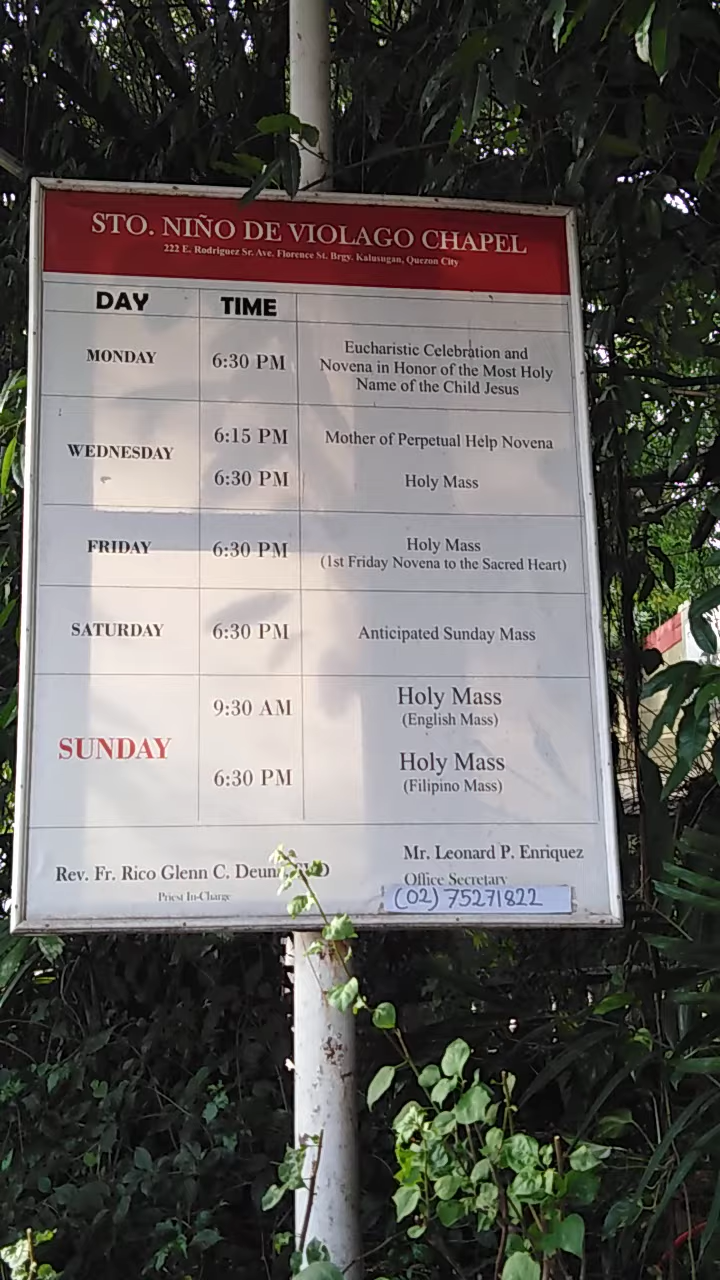 STO. NIÑO DE VIOLAGO CHAPEL
222 E. Rodriguez Sr. Ave. Florence St. Brgy. Kalusugan, Quezon City
DAY TIME
MONDAY 6:30 PM Eucharistic Celebration and
Novena in Honor of the Most Holy
Name of the Child Jesus
WEDNESDAY
6:15 PM Mother of Perpetual Help Novena
6:30 PM Holy Mass
FRIDAY 6:30 PM Holy Mass
(1st Friday Novena to the Sacred Heart)
SATURDAY 6:30 PM Anticipated Sunday Mass
SUNDAY
9:30 AM Holy Mass
(English Mass)
6:30 PM Holy Mass
(Filipino Mass)
Rev. Fr. Rico Glenn C.
Priest In-Charge
Mr. Leonard P. Enriquez
Office Secretary
(02) 75271822